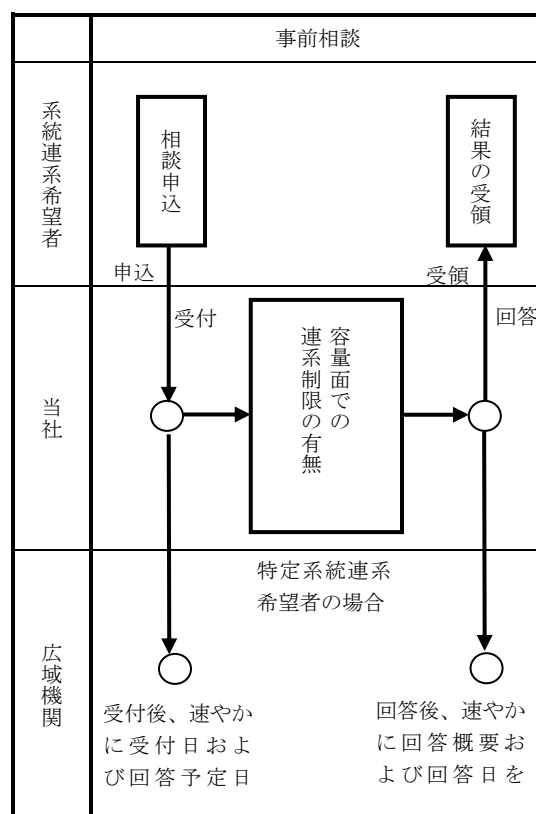 事前相談
系統連系希望者
相談申込
結果の受領
申込
受領
当社
受付
容量面での
連系制限の有無
回答
広域機関
特定系統連系
希望者の場合
受付後、速やか
に受付日およ
び回答予定日
回答後、速やか
に回答概要お
よび回答日を